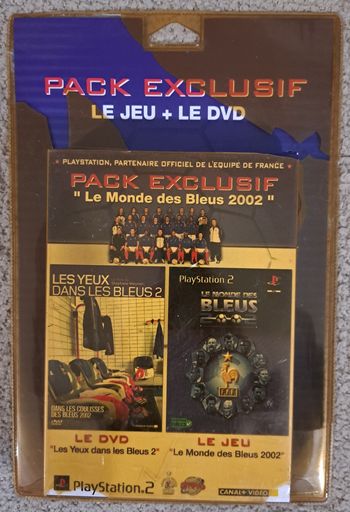 PACK EXCLUSIF
LE JEU + LE DVD
PLAYSTATION, PARTENAIRE OFFICIEL DE L'EQUIPE DE FRANCE
PACK EXCLUSIF
" Le Monde des Bleus 2002 "
LES YEUX
DANS LES BLEUS 2
DANS LES COULISSES
DES BLEUS 2002
PlayStation 2
LE MONDE DES
BLEUS
FFF
LE DVD
"Les Yeux dans les Bleus 2"
LE JEU
"Le Monde des Bleus 2002"
PlayStation 2
CANAL+ VIDEO